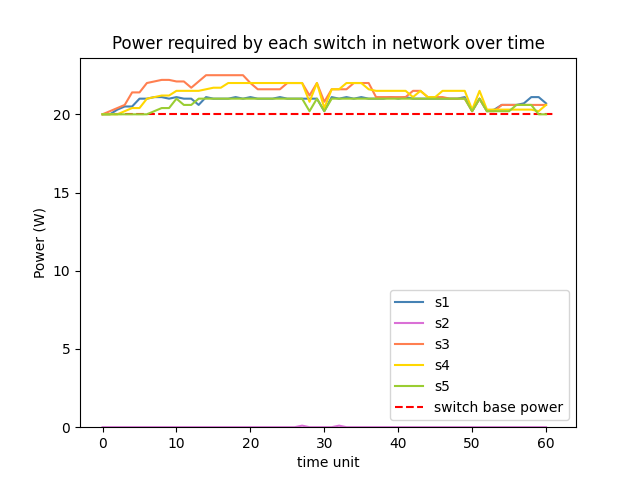 Power required by each switch in network over time
Power (W)
20
15
10
5
0
0 10 20 30 40 50 60
time unit
s1
s2
s3
s4
s5
switch base power